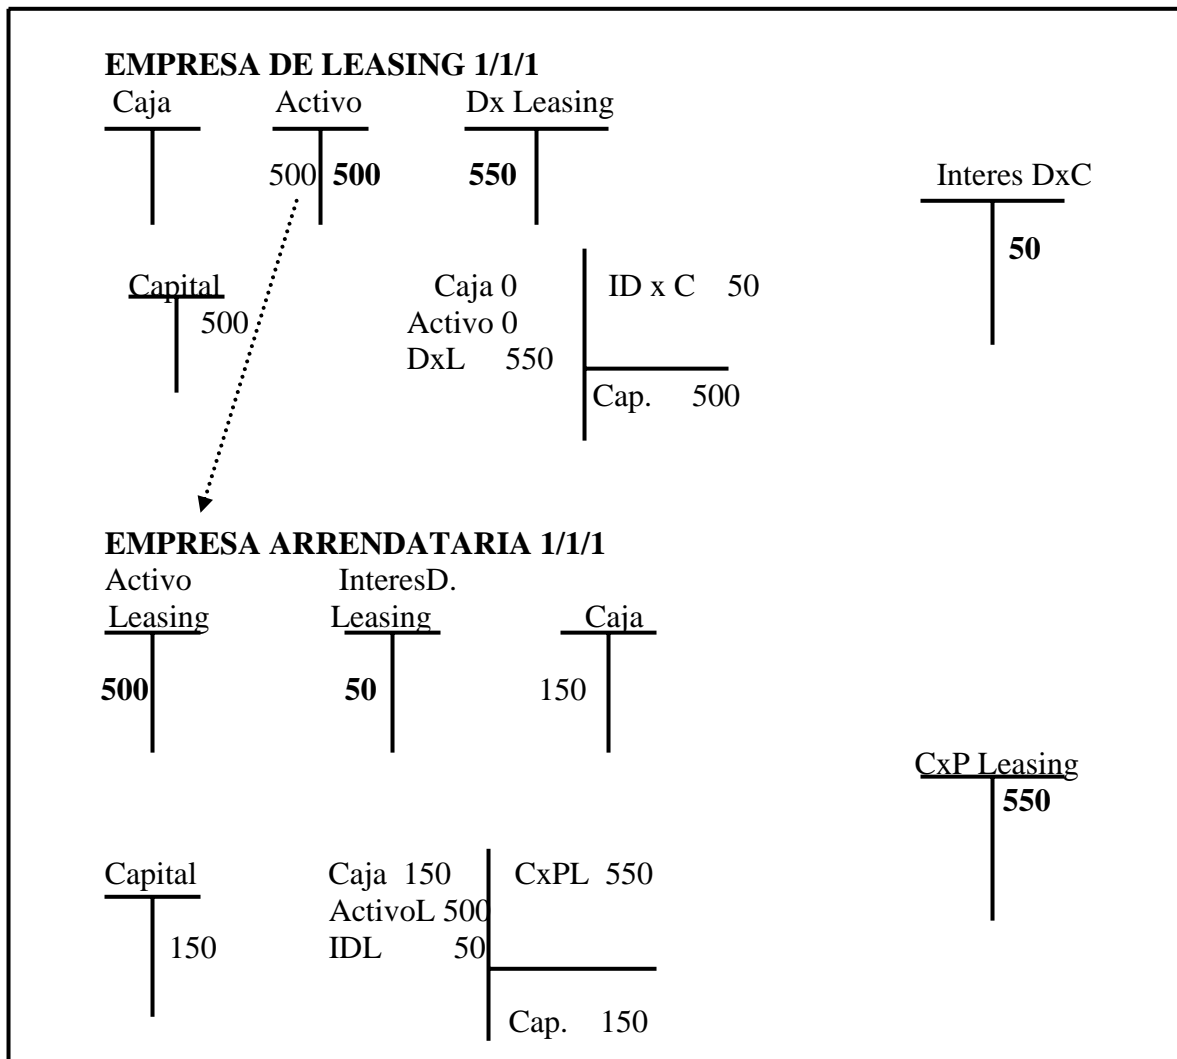 EMPRESA DE LEASING 1/1/1
Caja Activo Dx Leasing
500 500 550 Interes DxC
50
Capital Caja 0 ID x C 50
500 Activo 0
DxL 550
Cap. 500
EMPRESA ARRENDATARIA 1/1/1
Activo InteresD.
Leasing Leasing Caja
500 50 150
CxP Leasing
550
Capital Caja 150 CxPL 550
ActivoL 500
150 IDL 50
Cap. 150